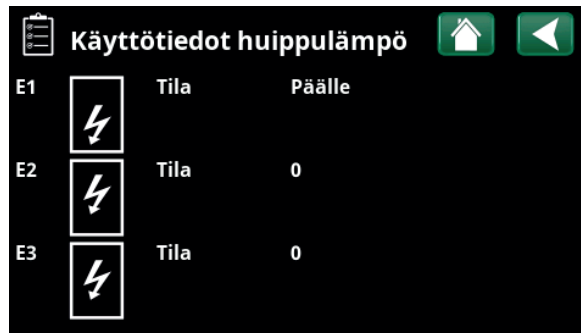 Käyttötiedot huippulämpö
E1 Tila Päälle
E2 Tila 0
E3 Tila 0